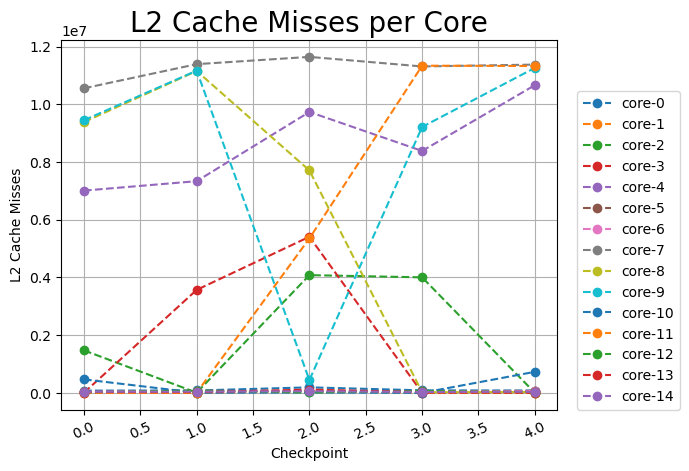 L2 Cache Misses per Core
1e7
1.2
1.0
0.8
0.6
0.4
0.2
0.0
L2 Cache Misses
0.0 0.5 1.0 1.5 2.0 2.5 3.0 3.5 4.0
Checkpoint
core-0
core-1
core-2
core-3
core-4
core-5
core-6
core-7
core-8
core-9
core-10
core-11
core-12
core-13
core-14